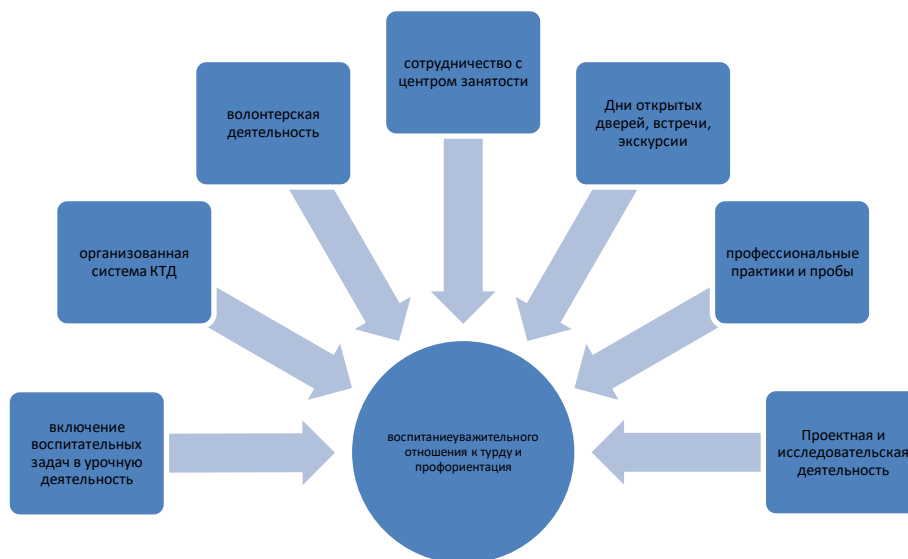 включение
воспитательных
задач в урочную
деятельность
организованная
система КТД
волонтерская
деятельность
сотрудничество с
центром занятости
Дни открытых
дверей, встречи,
экскурсии
профессиональные
практики и пробы
Проектная и
исследовательская
деятельность
воспитаниеуважительного
отношения к турду и
профориентация